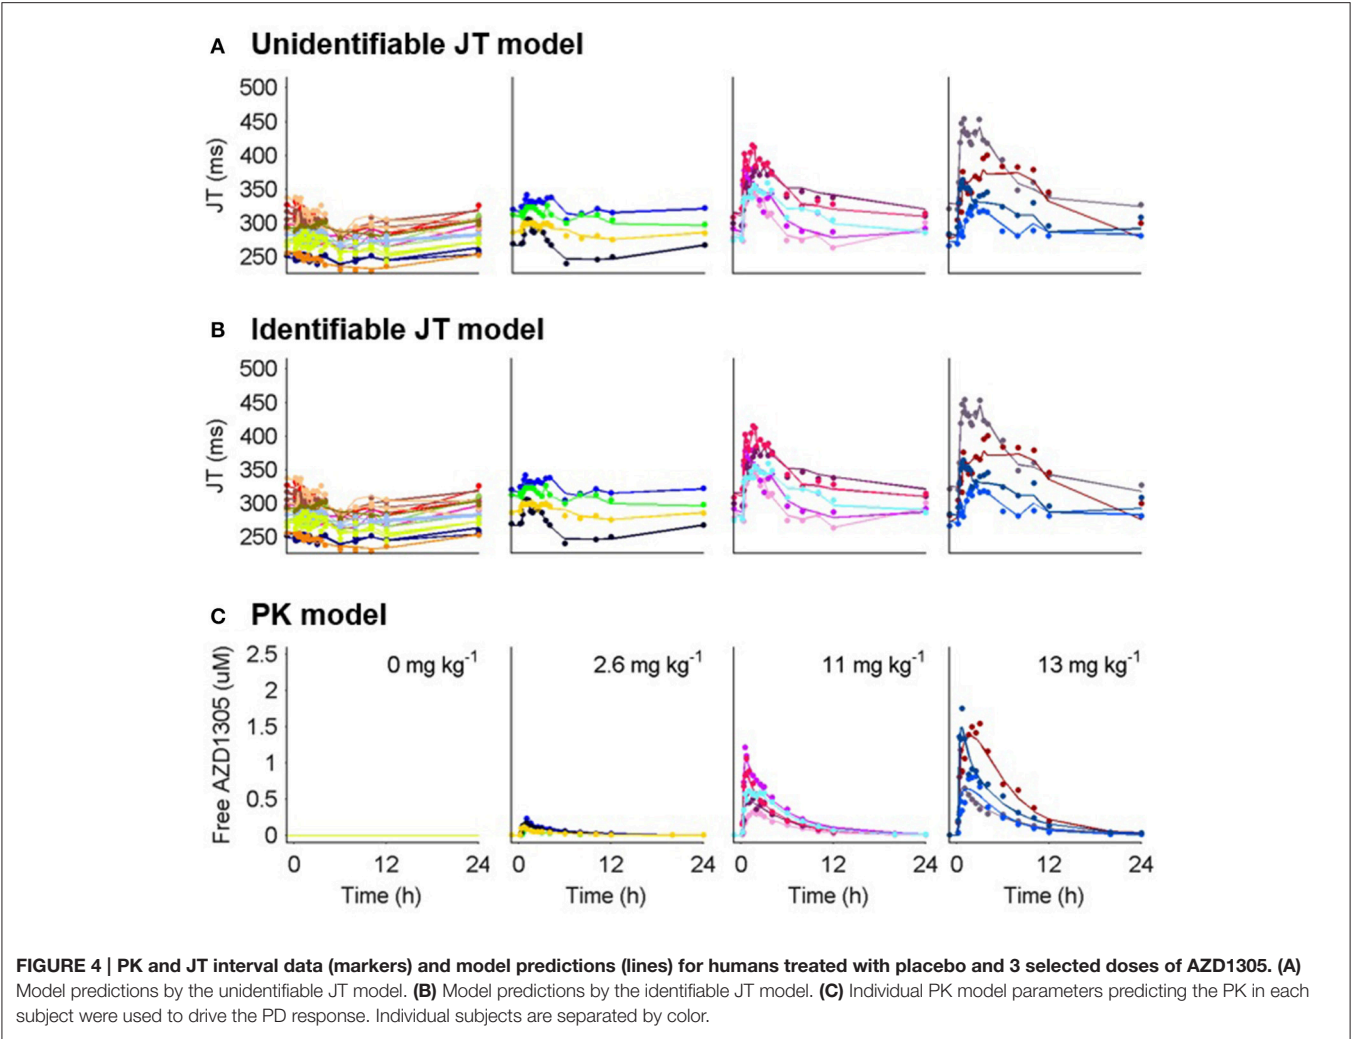 A Unidentifiable JT model
500
450
400
350
300
250
JT (ms)
B Identifiable JT model
500
450
400
350
300
250
JT (ms)
C PK model
2.5
2
1.5
1
0.5
0
Free AZD1305 (uM)
0 mg kg-1
2.6 mg kg-1
11 mg kg-1
13 mg kg-1
0 12 24
0 12 24
0 12 24
0 12 24
Time (h)
Time (h)
Time (h)
Time (h)
FIGURE 4 | PK and JT interval data (markers) and model predictions (lines) for humans treated with placebo and 3 selected doses of AZD1305. (A)
Model predictions by the unidentifiable JT model. (B) Model predictions by the identifiable JT model. (C) Individual PK model parameters predicting the PK in each
subject were used to drive the PD response. Individual subjects are separated by color.